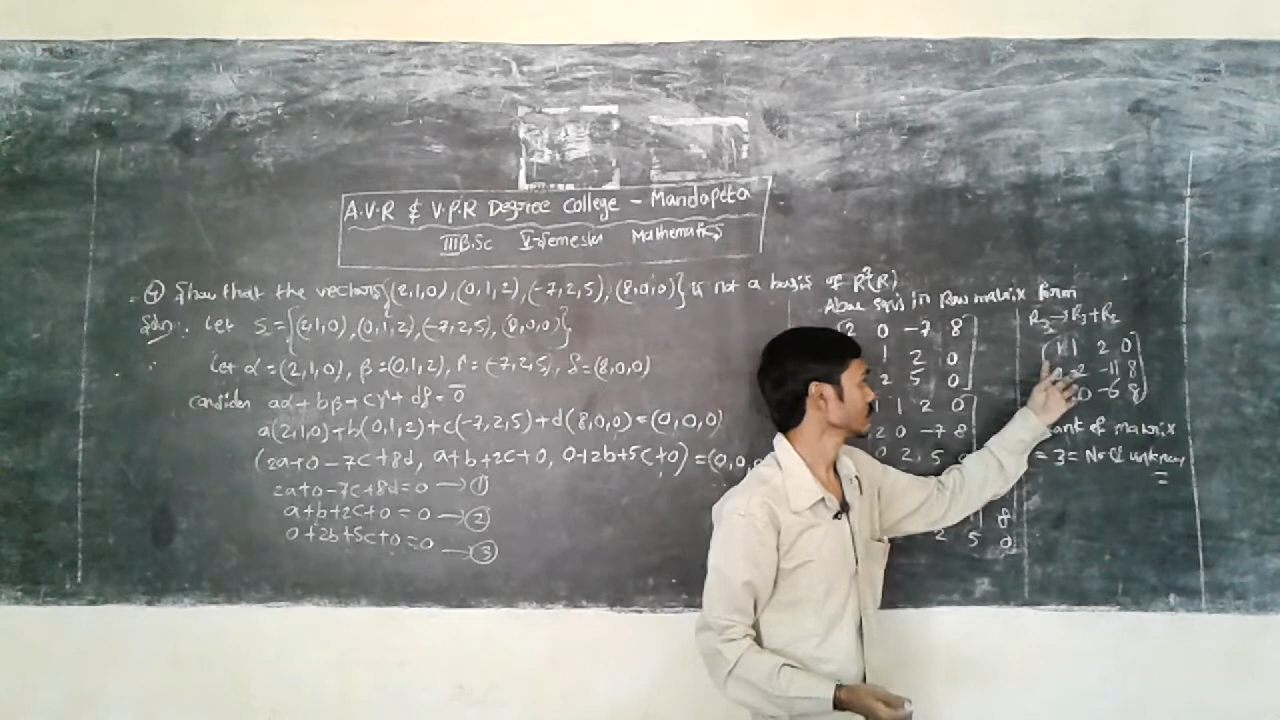 A.V.R & V.P.R Degree College - Mandapeta
III B.Sc V Semester Mathematics
④ Show that the vectors {(2,1,0), (0,1,2), (-7,2,5), (8,0,0)} is not a basis of R³(R)
Soln: Let S = {(2,1,0), (0,1,2), (-7,2,5), (8,0,0)}
Let α = (2,1,0), β = (0,1,2), γ = (-7,2,5), δ = (8,0,0)
consider aα + bβ + cγ + dδ = 0̄
a(2,1,0) + b(0,1,2) + c(-7,2,5) + d(8,0,0) = (0,0,0)
(2a+0-7c+8d, a+b+2c+0, 0+2b+5c+0) = (0,0,
2a+0-7c+8d = 0 → ①
a+b+2c+0 = 0 → ②
0+2b+5c+0 = 0 → ③
in Row matrix form
2 0 -7 8
1 2 0
2 5 0
1 1 2 0
2 0 -7 8
0 2 5
8
2 5 0
R₃ → R₃ + R₂
1 1 2 0
-2 -11 8
0 -6 8
of matrix
= 3 = No of unknown